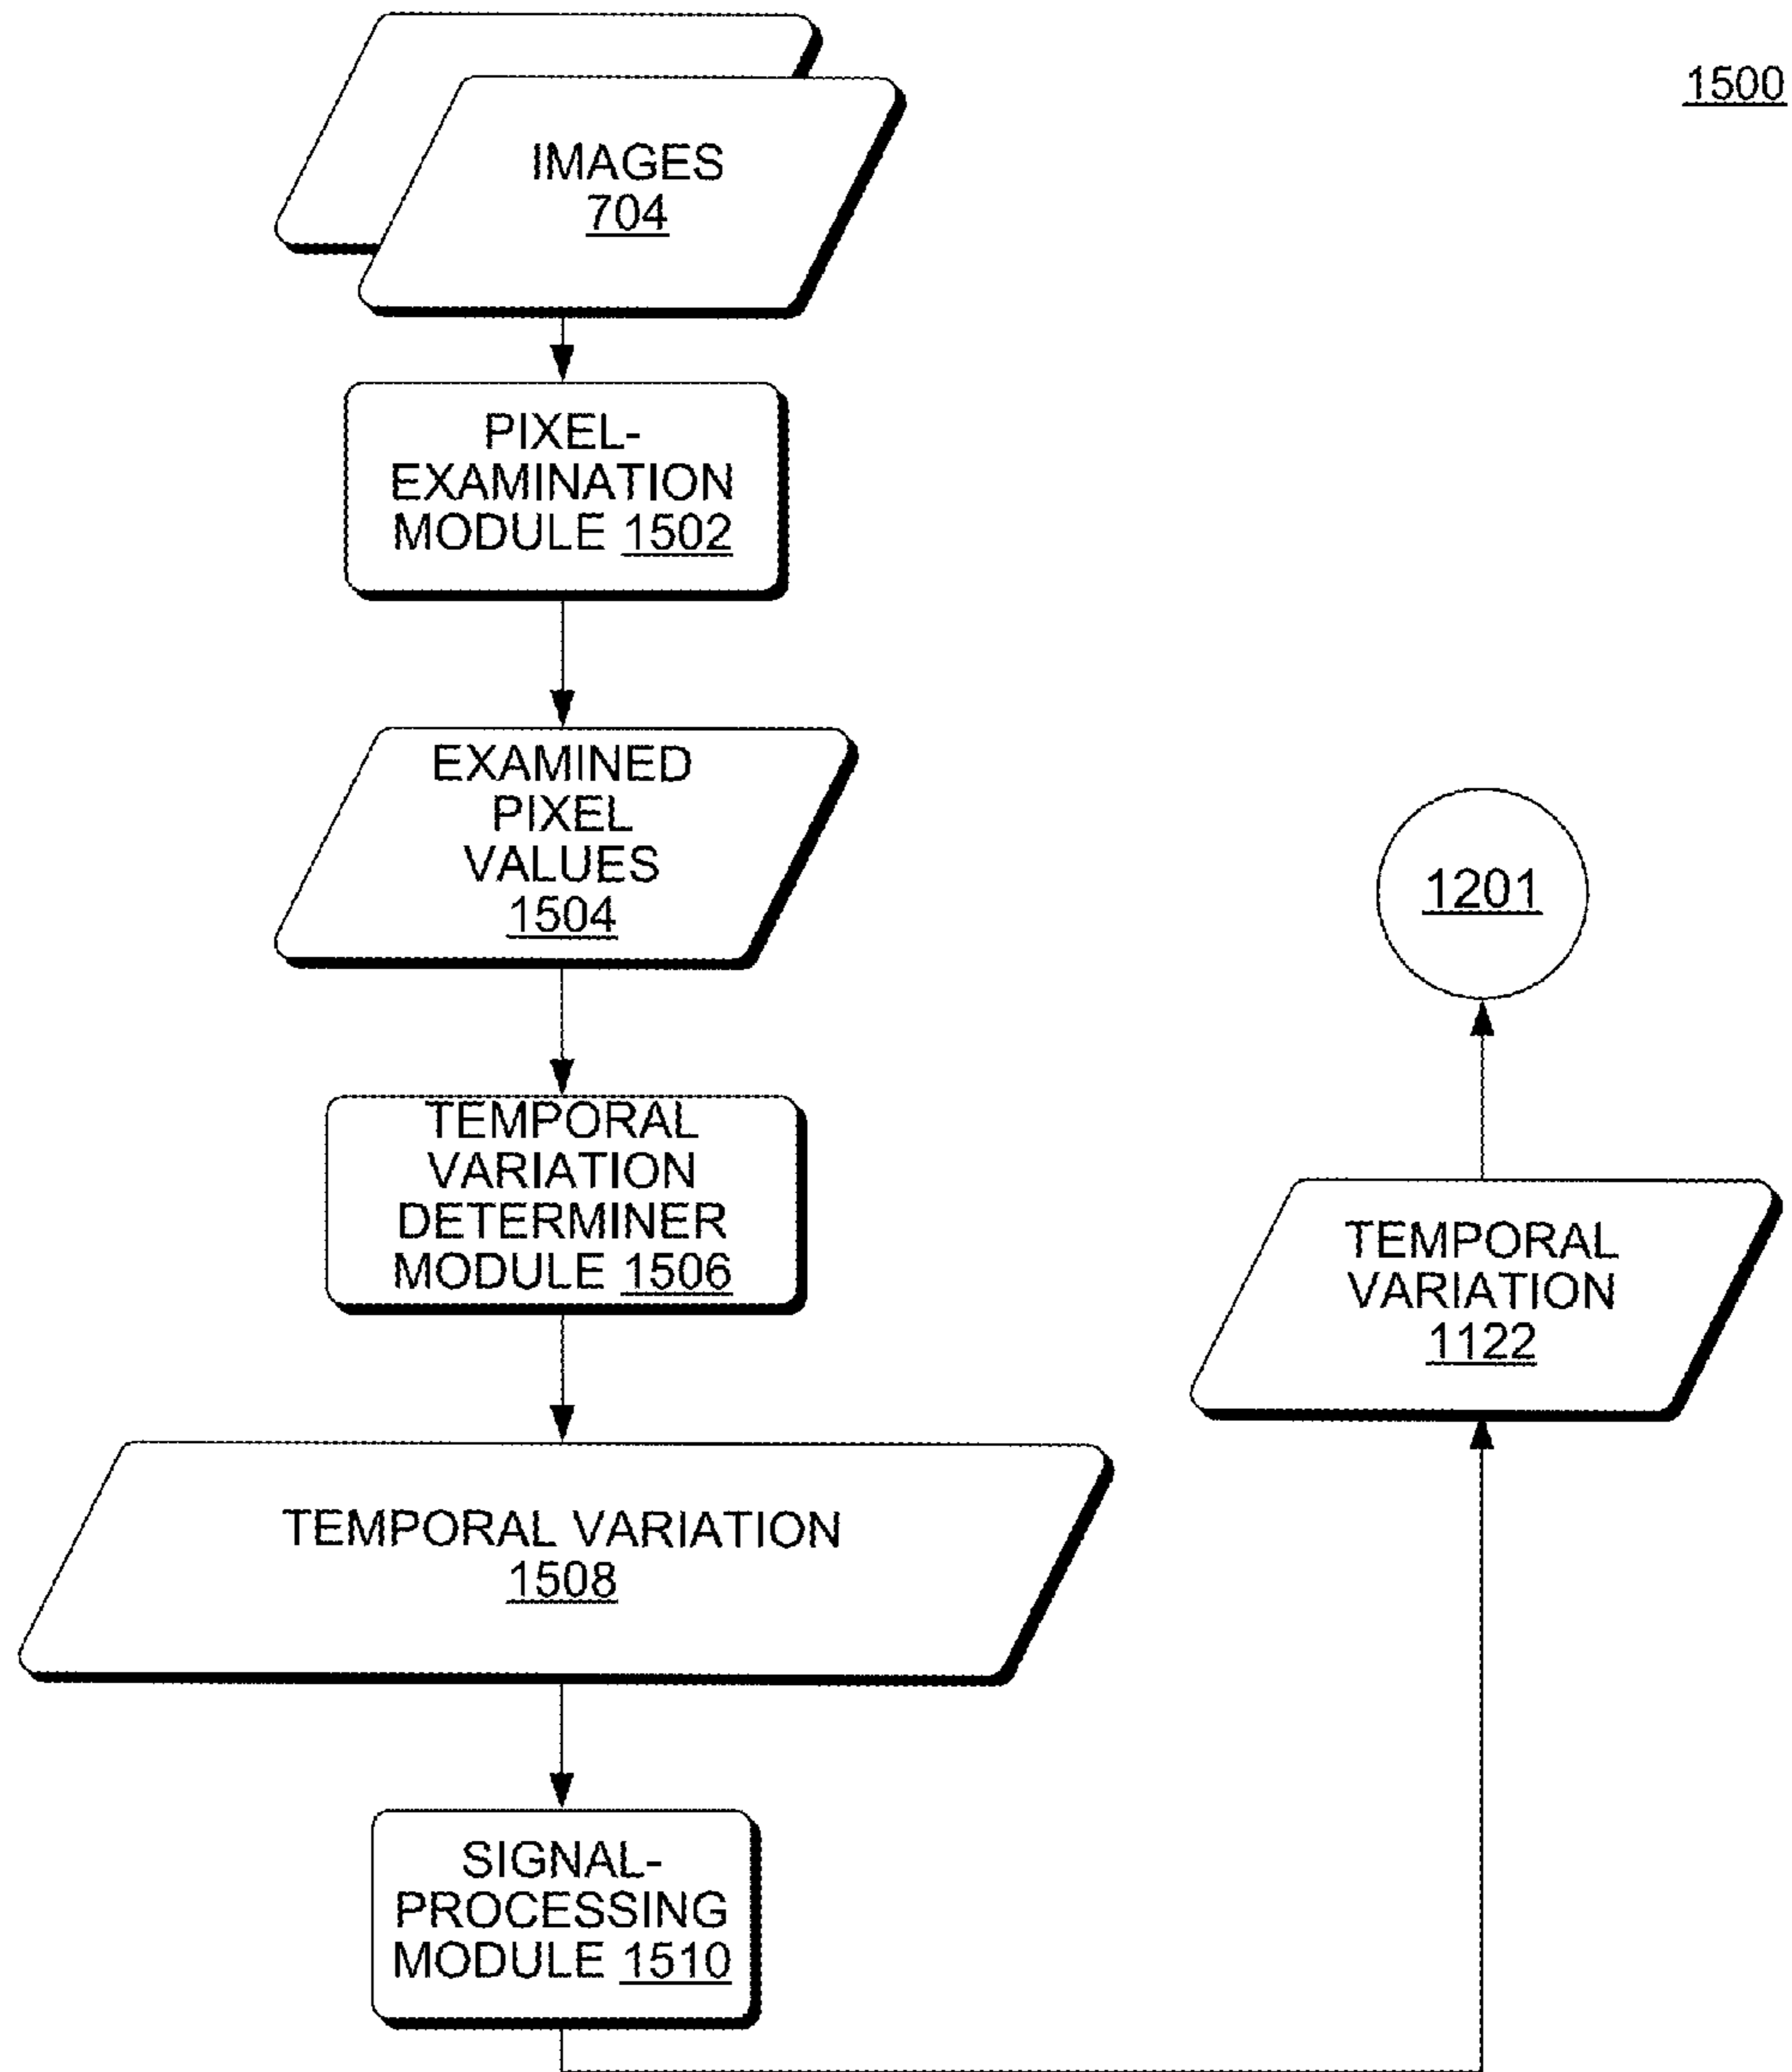 1500
IMAGES
704
PIXEL-
EXAMINATION
MODULE 1502
EXAMINED
PIXEL
VALUES
1504
TEMPORAL
VARIATION
DETERMINER
MODULE 1506
TEMPORAL VARIATION
1508
SIGNAL-
PROCESSING
MODULE 1510
TEMPORAL
VARIATION
1122
1201